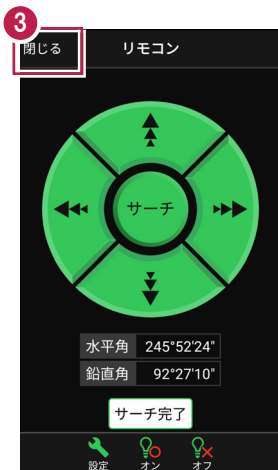 3
閉じる リモコン
サーチ
水平角 245°52'24"
鉛直角 92°27'10"
サーチ完了
設定 オン オフ